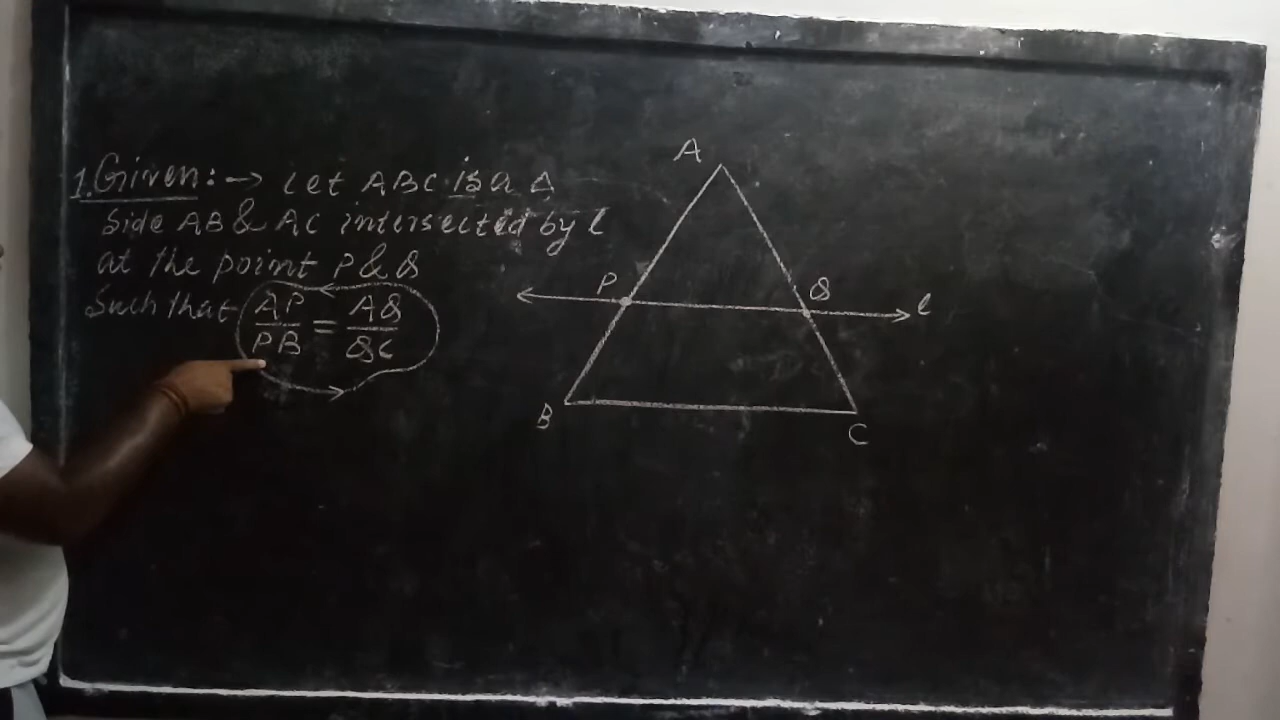 1. Given:→ Let ABC is a Δ
Side AB & AC intersected by l
at the point P & Q
Such that AP/PB = AQ/QC
A
P
Q
l
B
C